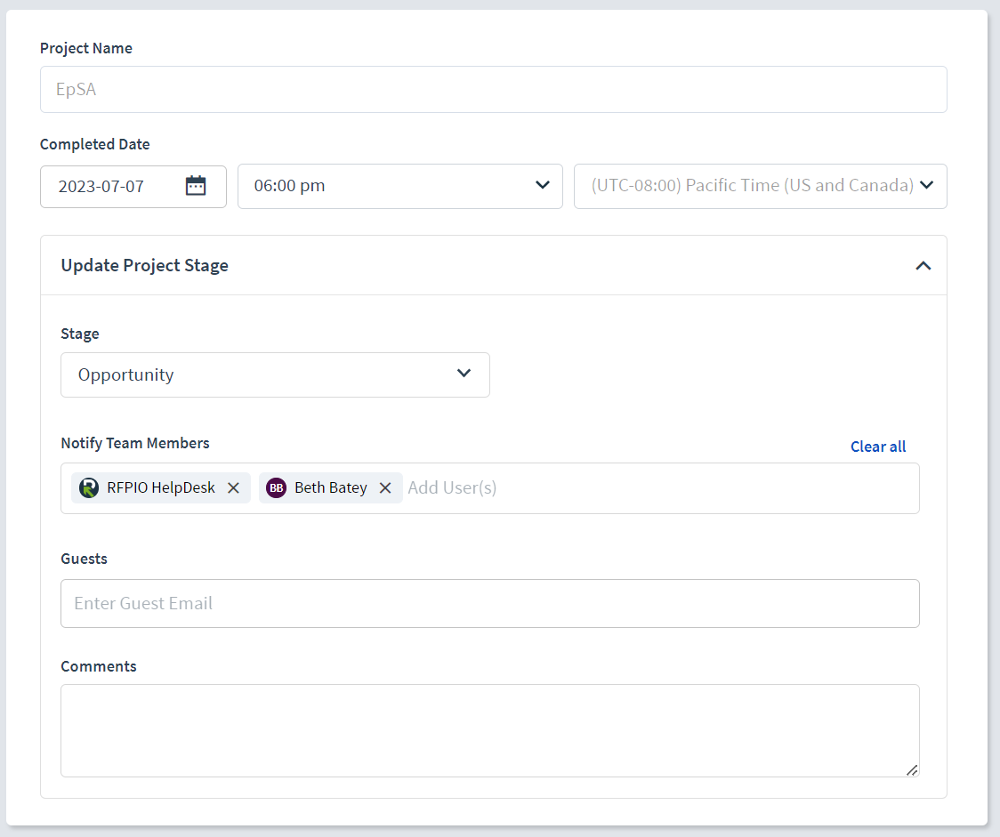 Project Name
EpSA
Completed Date
2023-07-07 06:00 pm (UTC-08:00) Pacific Time (US and Canada)
Update Project Stage
Stage
Opportunity
Notify Team Members Clear all
RFPIO HelpDesk BB Beth Batey Add User(s)
Guests
Enter Guest Email
Comments